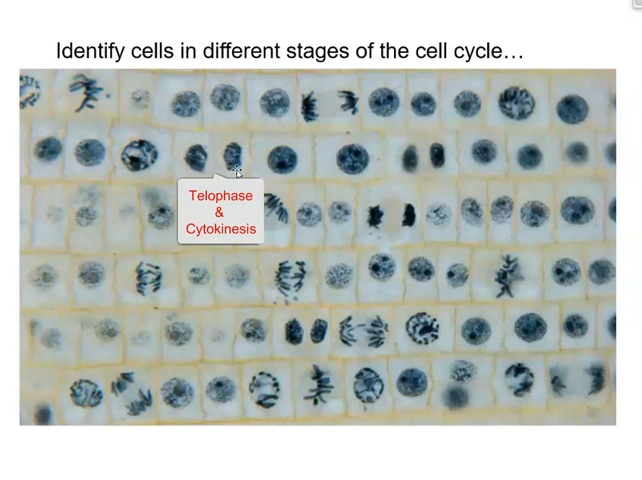 Identify cells in different stages of the cell cycle…
Telophase
&
Cytokinesis